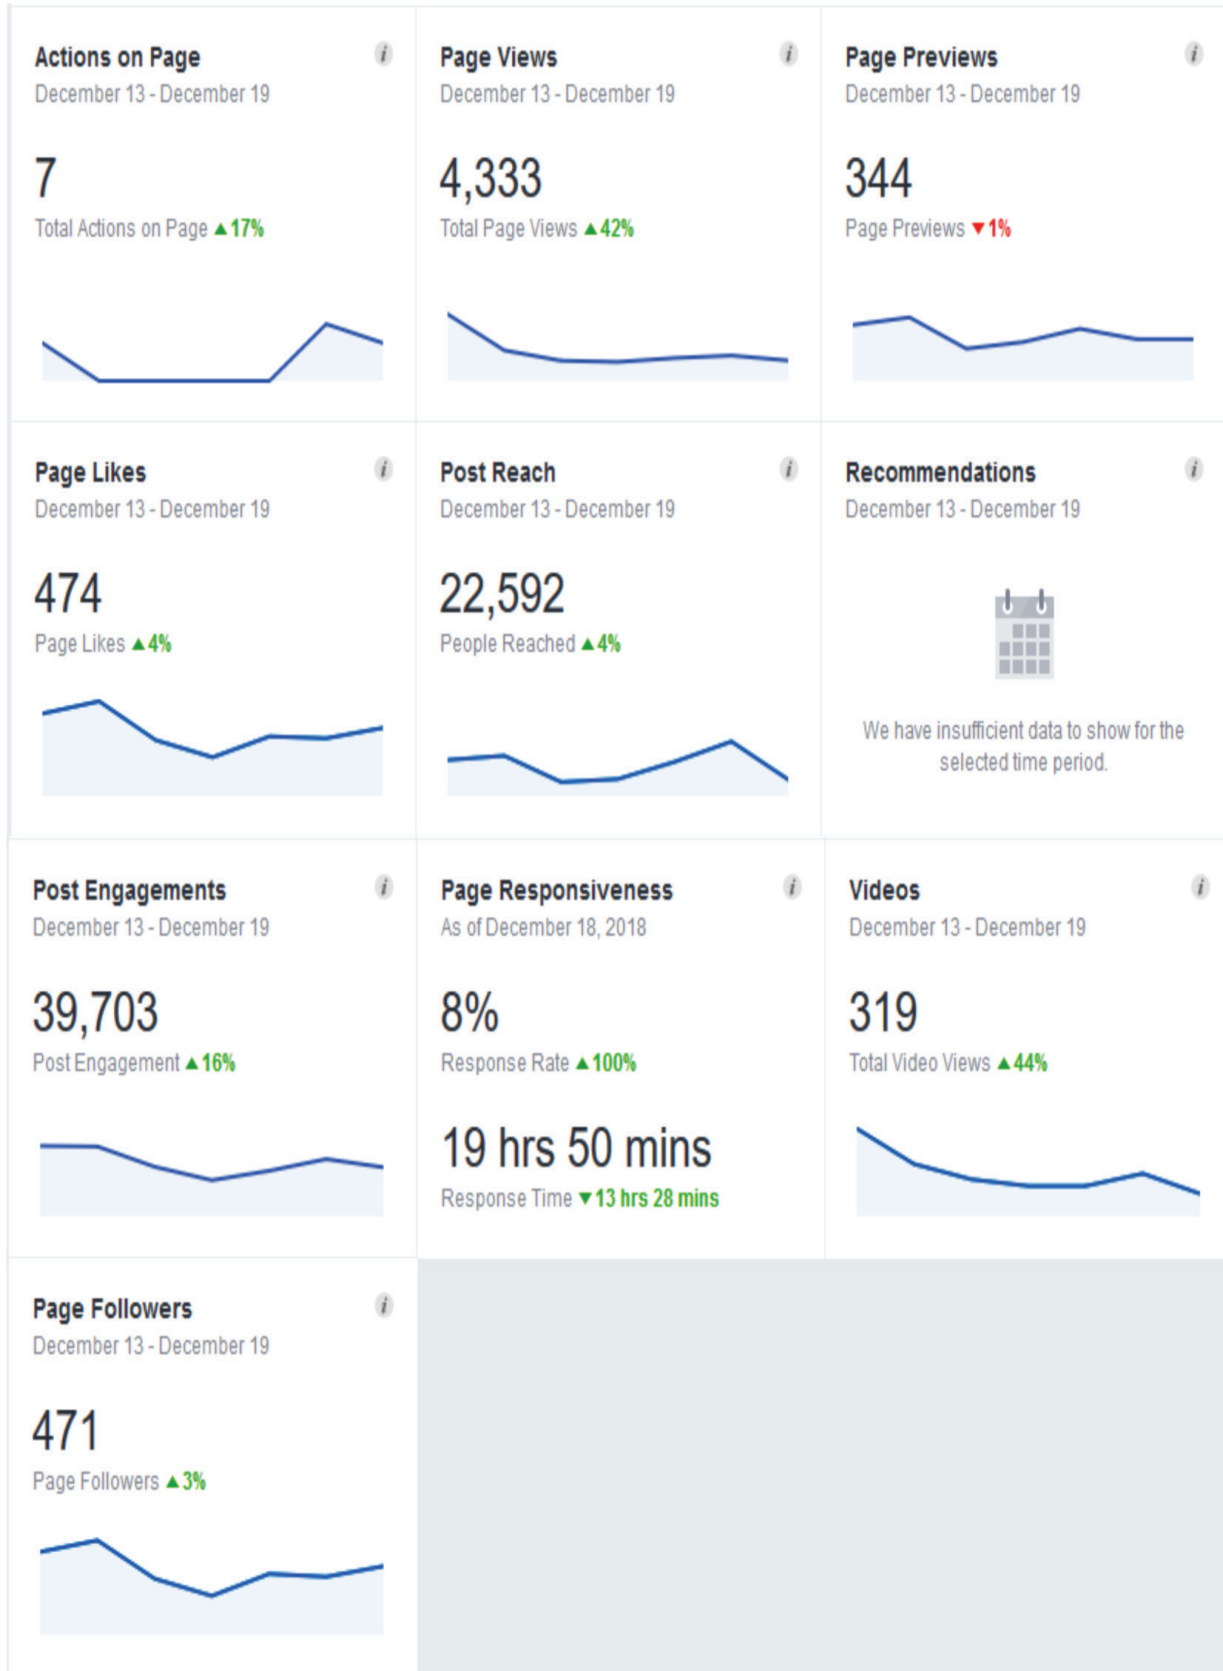 Actions on Page
December 13 - December 19
7
Total Actions on Page ▲17%
Page Views
December 13 - December 19
4,333
Total Page Views ▲42%
Page Previews
December 13 - December 19
344
Page Previews ▼1%
Page Likes
December 13 - December 19
474
Page Likes ▲4%
Post Reach
December 13 - December 19
22,592
People Reached ▲4%
Recommendations
December 13 - December 19
We have insufficient data to show for the
selected time period.
Post Engagements
December 13 - December 19
39,703
Post Engagement ▲16%
Page Responsiveness
As of December 18, 2018
8%
Response Rate ▲100%
19 hrs 50 mins
Response Time ▼13 hrs 28 mins
Videos
December 13 - December 19
319
Total Video Views ▲44%
Page Followers
December 13 - December 19
471
Page Followers ▲3%